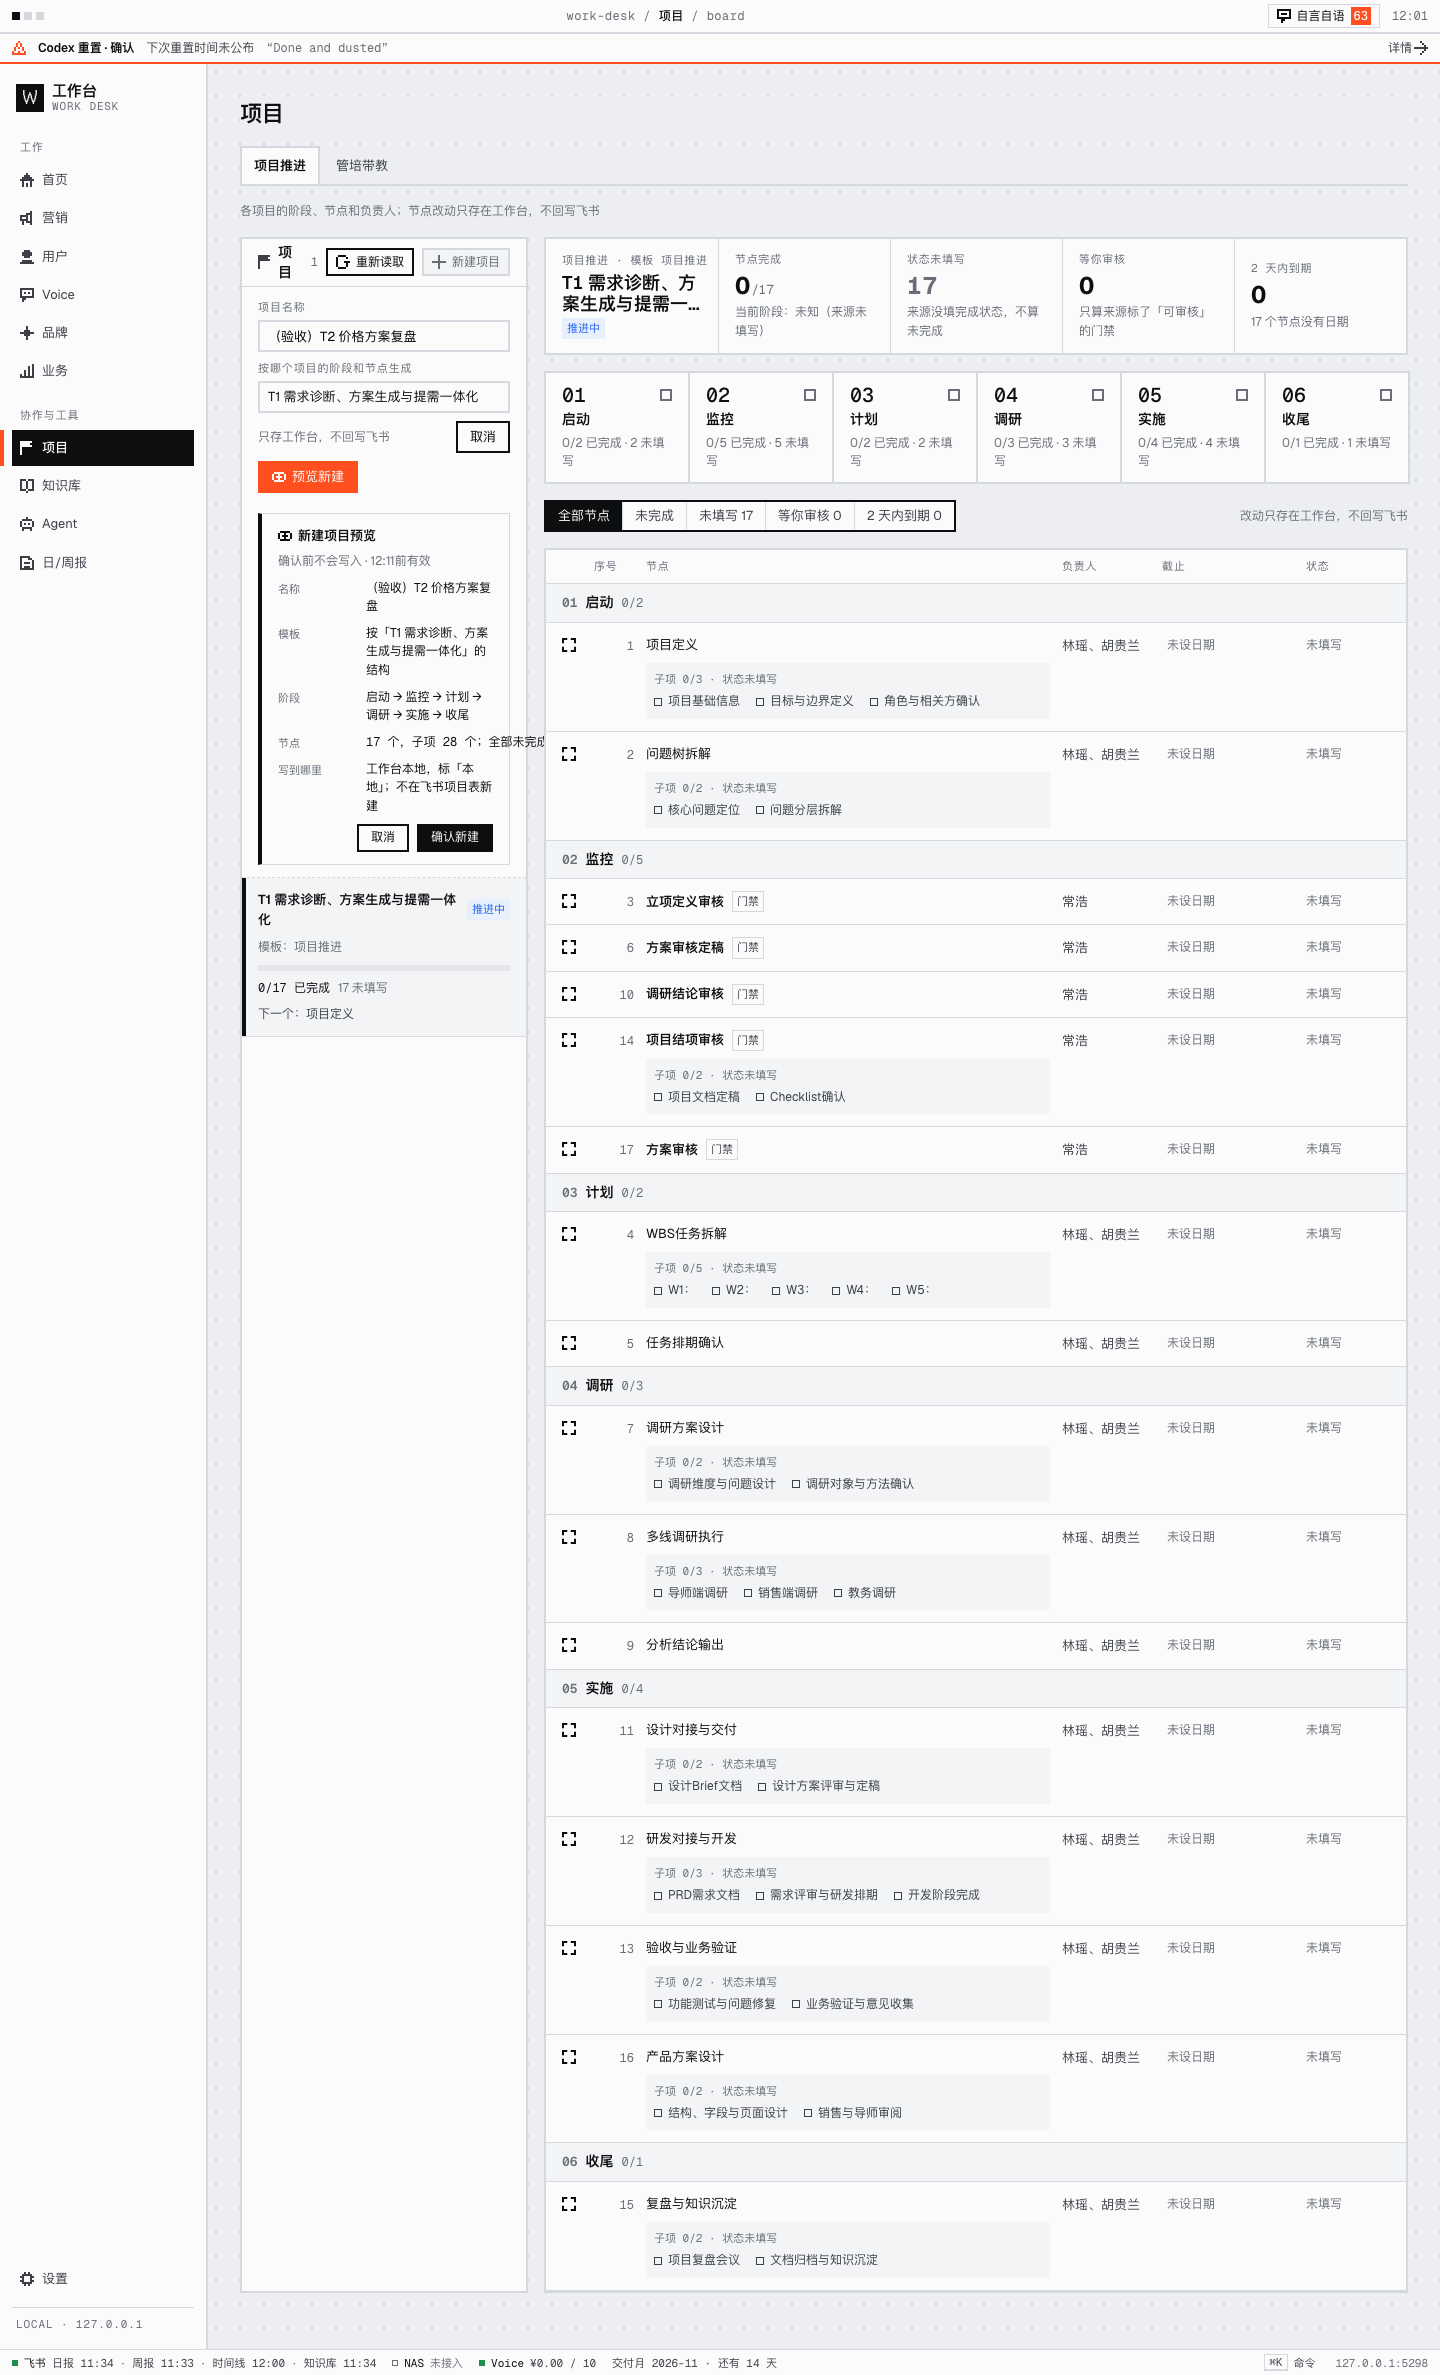 work-desk / 项目 / board
自言自语 63
12:01
Codex 重置·确认 下次重置时间未公布 “Done and dusted”
详情
W 工作台
WORK DESK
工作
首页
营销
用户
Voice
品牌
业务
协作与工具
项目
知识库
Agent
日/周报
设置
LOCAL · 127.0.0.1
项目
项目推进 管培带教
各项目的阶段、节点和负责人；节点改动只存在工作台，不回写飞书
项目
1
重新读取
新建项目
项目名称
（验收）T2 价格方案复盘
按哪个项目的阶段和节点生成
T1 需求诊断、方案生成与提需一体化
只存工作台，不回写飞书
取消
预览新建
新建项目预览
确认前不会写入 · 12:11前有效
名称
（验收）T2 价格方案复
盘
模板
按「T1 需求诊断、方案
生成与提需一体化」的
结构
阶段
启动 → 监控 → 计划 →
调研 → 实施 → 收尾
节点
17 个，子项 28 个；全部未完成
写到哪里
工作台本地，标「本
地」；不在飞书项目表新
建
取消
确认新建
T1 需求诊断、方案生成与提需一体
化
推进中
模板：项目推进
0/17 已完成 17 未填写
下一个：项目定义
项目推进 · 模板 项目推进
T1 需求诊断、方
案生成与提需一…
推进中
节点完成
0/17
当前阶段：未知（来源未
填写）
状态未填写
17
来源没填完成状态，不算
未完成
等你审核
0
只算来源标了「可审核」
的门禁
2 天内到期
0
17 个节点没有日期
01
启动
0/2 已完成 · 2 未填
写
02
监控
0/5 已完成 · 5 未填
写
03
计划
0/2 已完成 · 2 未填
写
04
调研
0/3 已完成 · 3 未填
写
05
实施
0/4 已完成 · 4 未填
写
06
收尾
0/1 已完成 · 1 未填写
全部节点 未完成 未填写 17 等你审核 0 2 天内到期 0
改动只存在工作台，不回写飞书
序号 节点 负责人 截止 状态
01 启动 0/2
1 项目定义 林瑶、胡贵兰 未设日期 未填写
子项 0/3 · 状态未填写
项目基础信息 目标与边界定义 角色与相关方确认
2 问题树拆解 林瑶、胡贵兰 未设日期 未填写
子项 0/2 · 状态未填写
核心问题定位 问题分层拆解
02 监控 0/5
3 立项定义审核 门禁 常浩 未设日期 未填写
6 方案审核定稿 门禁 常浩 未设日期 未填写
10 调研结论审核 门禁 常浩 未设日期 未填写
14 项目结项审核 门禁 常浩 未设日期 未填写
子项 0/2 · 状态未填写
项目文档定稿 Checklist确认
17 方案审核 门禁 常浩 未设日期 未填写
03 计划 0/2
4 WBS任务拆解 林瑶、胡贵兰 未设日期 未填写
子项 0/5 · 状态未填写
W1： W2： W3： W4： W5：
5 任务排期确认 林瑶、胡贵兰 未设日期 未填写
04 调研 0/3
7 调研方案设计 林瑶、胡贵兰 未设日期 未填写
子项 0/2 · 状态未填写
调研维度与问题设计 调研对象与方法确认
8 多线调研执行 林瑶、胡贵兰 未设日期 未填写
子项 0/3 · 状态未填写
导师端调研 销售端调研 教务调研
9 分析结论输出 林瑶、胡贵兰 未设日期 未填写
05 实施 0/4
11 设计对接与交付 林瑶、胡贵兰 未设日期 未填写
子项 0/2 · 状态未填写
设计Brief文档 设计方案评审与定稿
12 研发对接与开发 林瑶、胡贵兰 未设日期 未填写
子项 0/3 · 状态未填写
PRD需求文档 需求评审与研发排期 开发阶段完成
13 验收与业务验证 林瑶、胡贵兰 未设日期 未填写
子项 0/2 · 状态未填写
功能测试与问题修复 业务验证与意见收集
16 产品方案设计 林瑶、胡贵兰 未设日期 未填写
子项 0/2 · 状态未填写
结构、字段与页面设计 销售与导师审阅
06 收尾 0/1
15 复盘与知识沉淀 林瑶、胡贵兰 未设日期 未填写
子项 0/2 · 状态未填写
项目复盘会议 文档归档与知识沉淀
飞书 日报 11:34 · 周报 11:33 · 时间线 12:00 · 知识库 11:34 NAS 未接入 Voice ¥0.00 / 10 交付月 2026-11 · 还有 14 天
⌘K 命令 127.0.0.1:5298